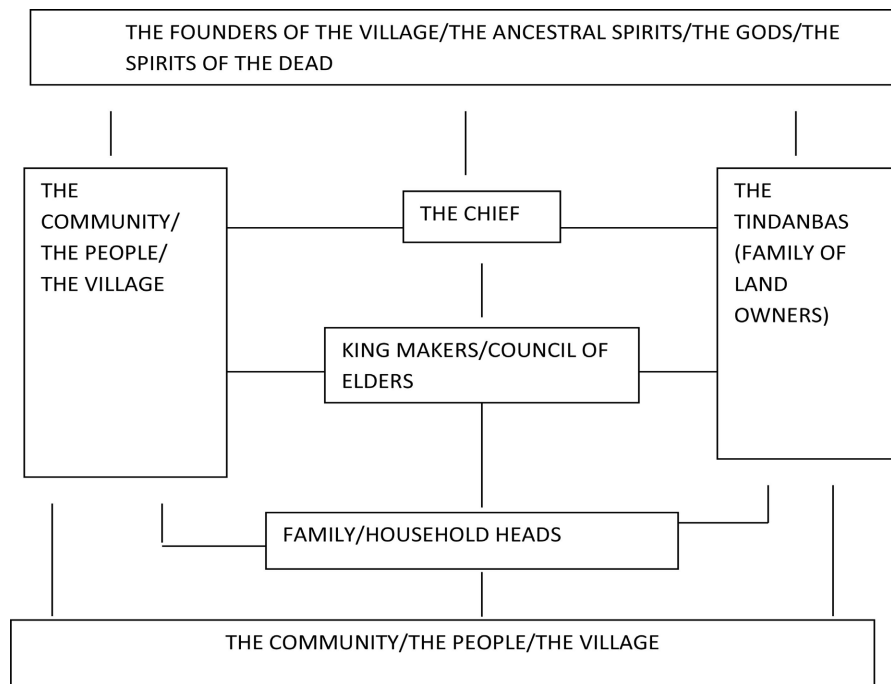 THE FOUNDERS OF THE VILLAGE/THE ANCESTRAL SPIRITS/THE GODS/THE
SPIRITS OF THE DEAD
THE
COMMUNITY/
THE PEOPLE/
THE VILLAGE
THE CHIEF
THE
TINDANBAS
(FAMILY OF
LAND
OWNERS)
KING MAKERS/COUNCIL OF
ELDERS
FAMILY/HOUSEHOLD HEADS
THE COMMUNITY/THE PEOPLE/THE VILLAGE